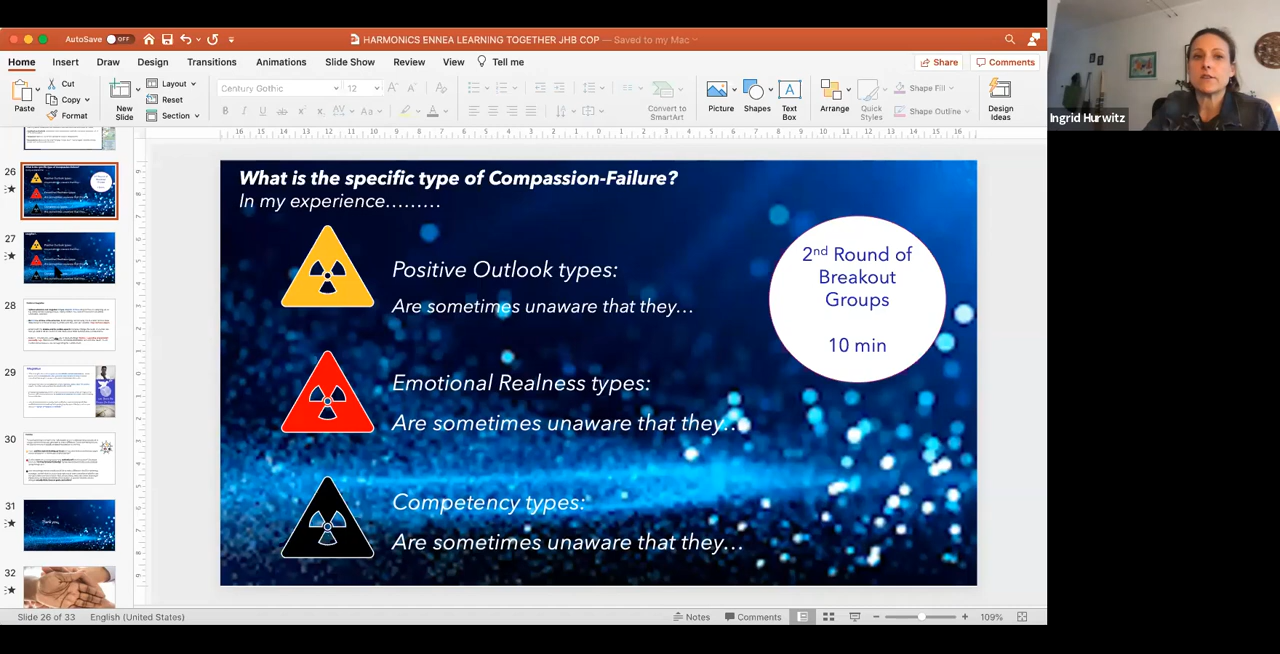 AutoSave OFF
HARMONICS ENNEA LEARNING TOGETHER JHB COP — Saved to my Mac
Home Insert Draw Design Transitions Animations Slide Show Review View Tell me Share Comments
Paste Cut Copy Format New Slide Layout Reset Section Century Gothic 12 Convert to SmartArt Picture Shapes Text Box Arrange Quick Styles Shape Fill Shape Outline Design Ideas
Ingrid Hurwitz
26
27
28
29
30
31
Thank you
32
What is the specific type of Compassion-Failure?
In my experience.........
Positive Outlook types:
Are sometimes unaware that they…
Emotional Realness types:
Are sometimes unaware that they…
Competency types:
Are sometimes unaware that they…
2nd Round of
Breakout
Groups
10 min
Slide 26 of 33 English (United States) Notes Comments 109%